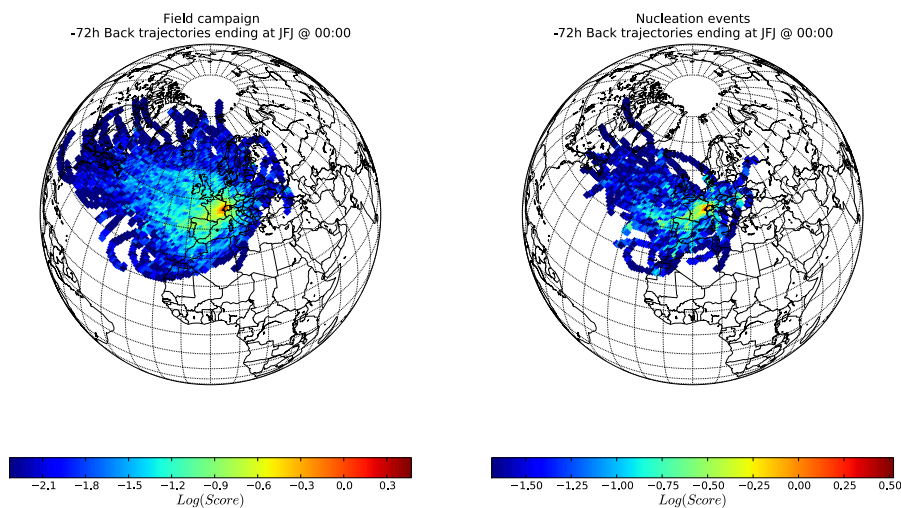 Field campaign
-72h Back trajectories ending at JFJ @ 00:00
Nucleation events
-72h Back trajectories ending at JFJ @ 00:00
−2.1 −1.8 −1.5 −1.2 −0.9 −0.6 −0.3 0.0 0.3
Log(Score)
−1.50 −1.25 −1.00 −0.75 −0.50 −0.25 0.00 0.25 0.50
Log(Score)